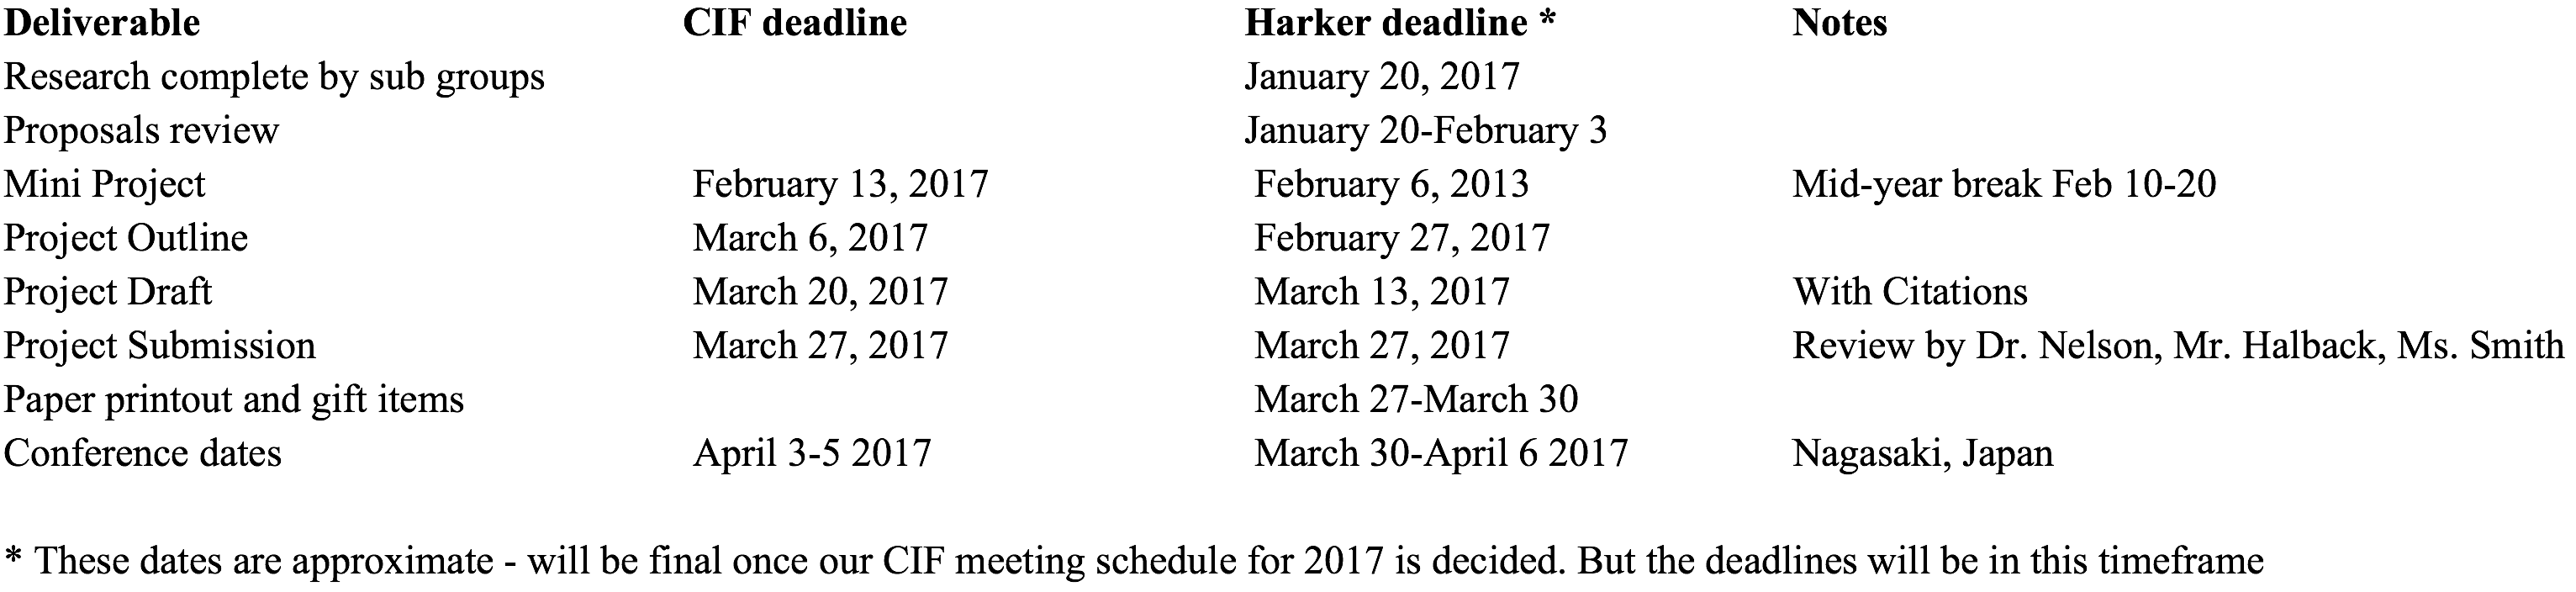 Deliverable CIF deadline Harker deadline * Notes
Research complete by sub groups January 20, 2017
Proposals review January 20-February 3
Mini Project February 13, 2017 February 6, 2013 Mid-year break Feb 10-20
Project Outline March 6, 2017 February 27, 2017
Project Draft March 20, 2017 March 13, 2017 With Citations
Project Submission March 27, 2017 March 27, 2017 Review by Dr. Nelson, Mr. Halback, Ms. Smith
Paper printout and gift items March 27-March 30
Conference dates April 3-5 2017 March 30-April 6 2017 Nagasaki, Japan
* These dates are approximate - will be final once our CIF meeting schedule for 2017 is decided. But the deadlines will be in this timeframe